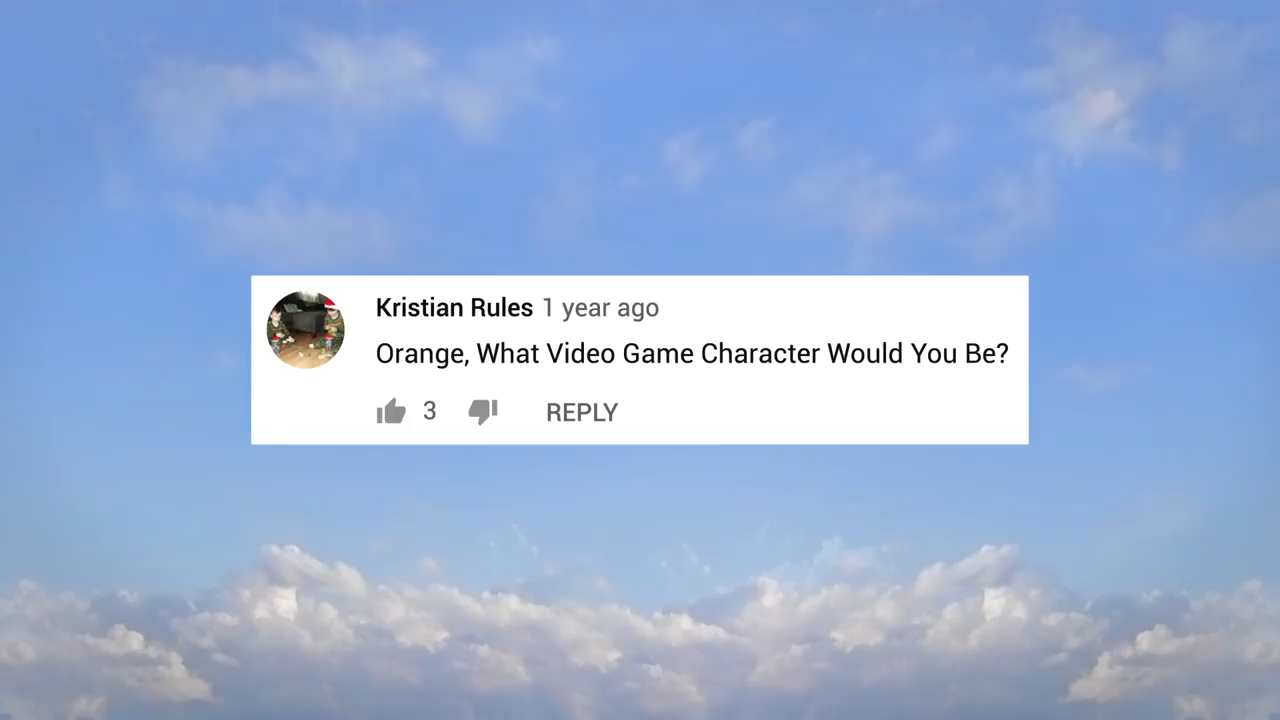 Kristian Rules 1 year ago
Orange, What Video Game Character Would You Be?
3 REPLY